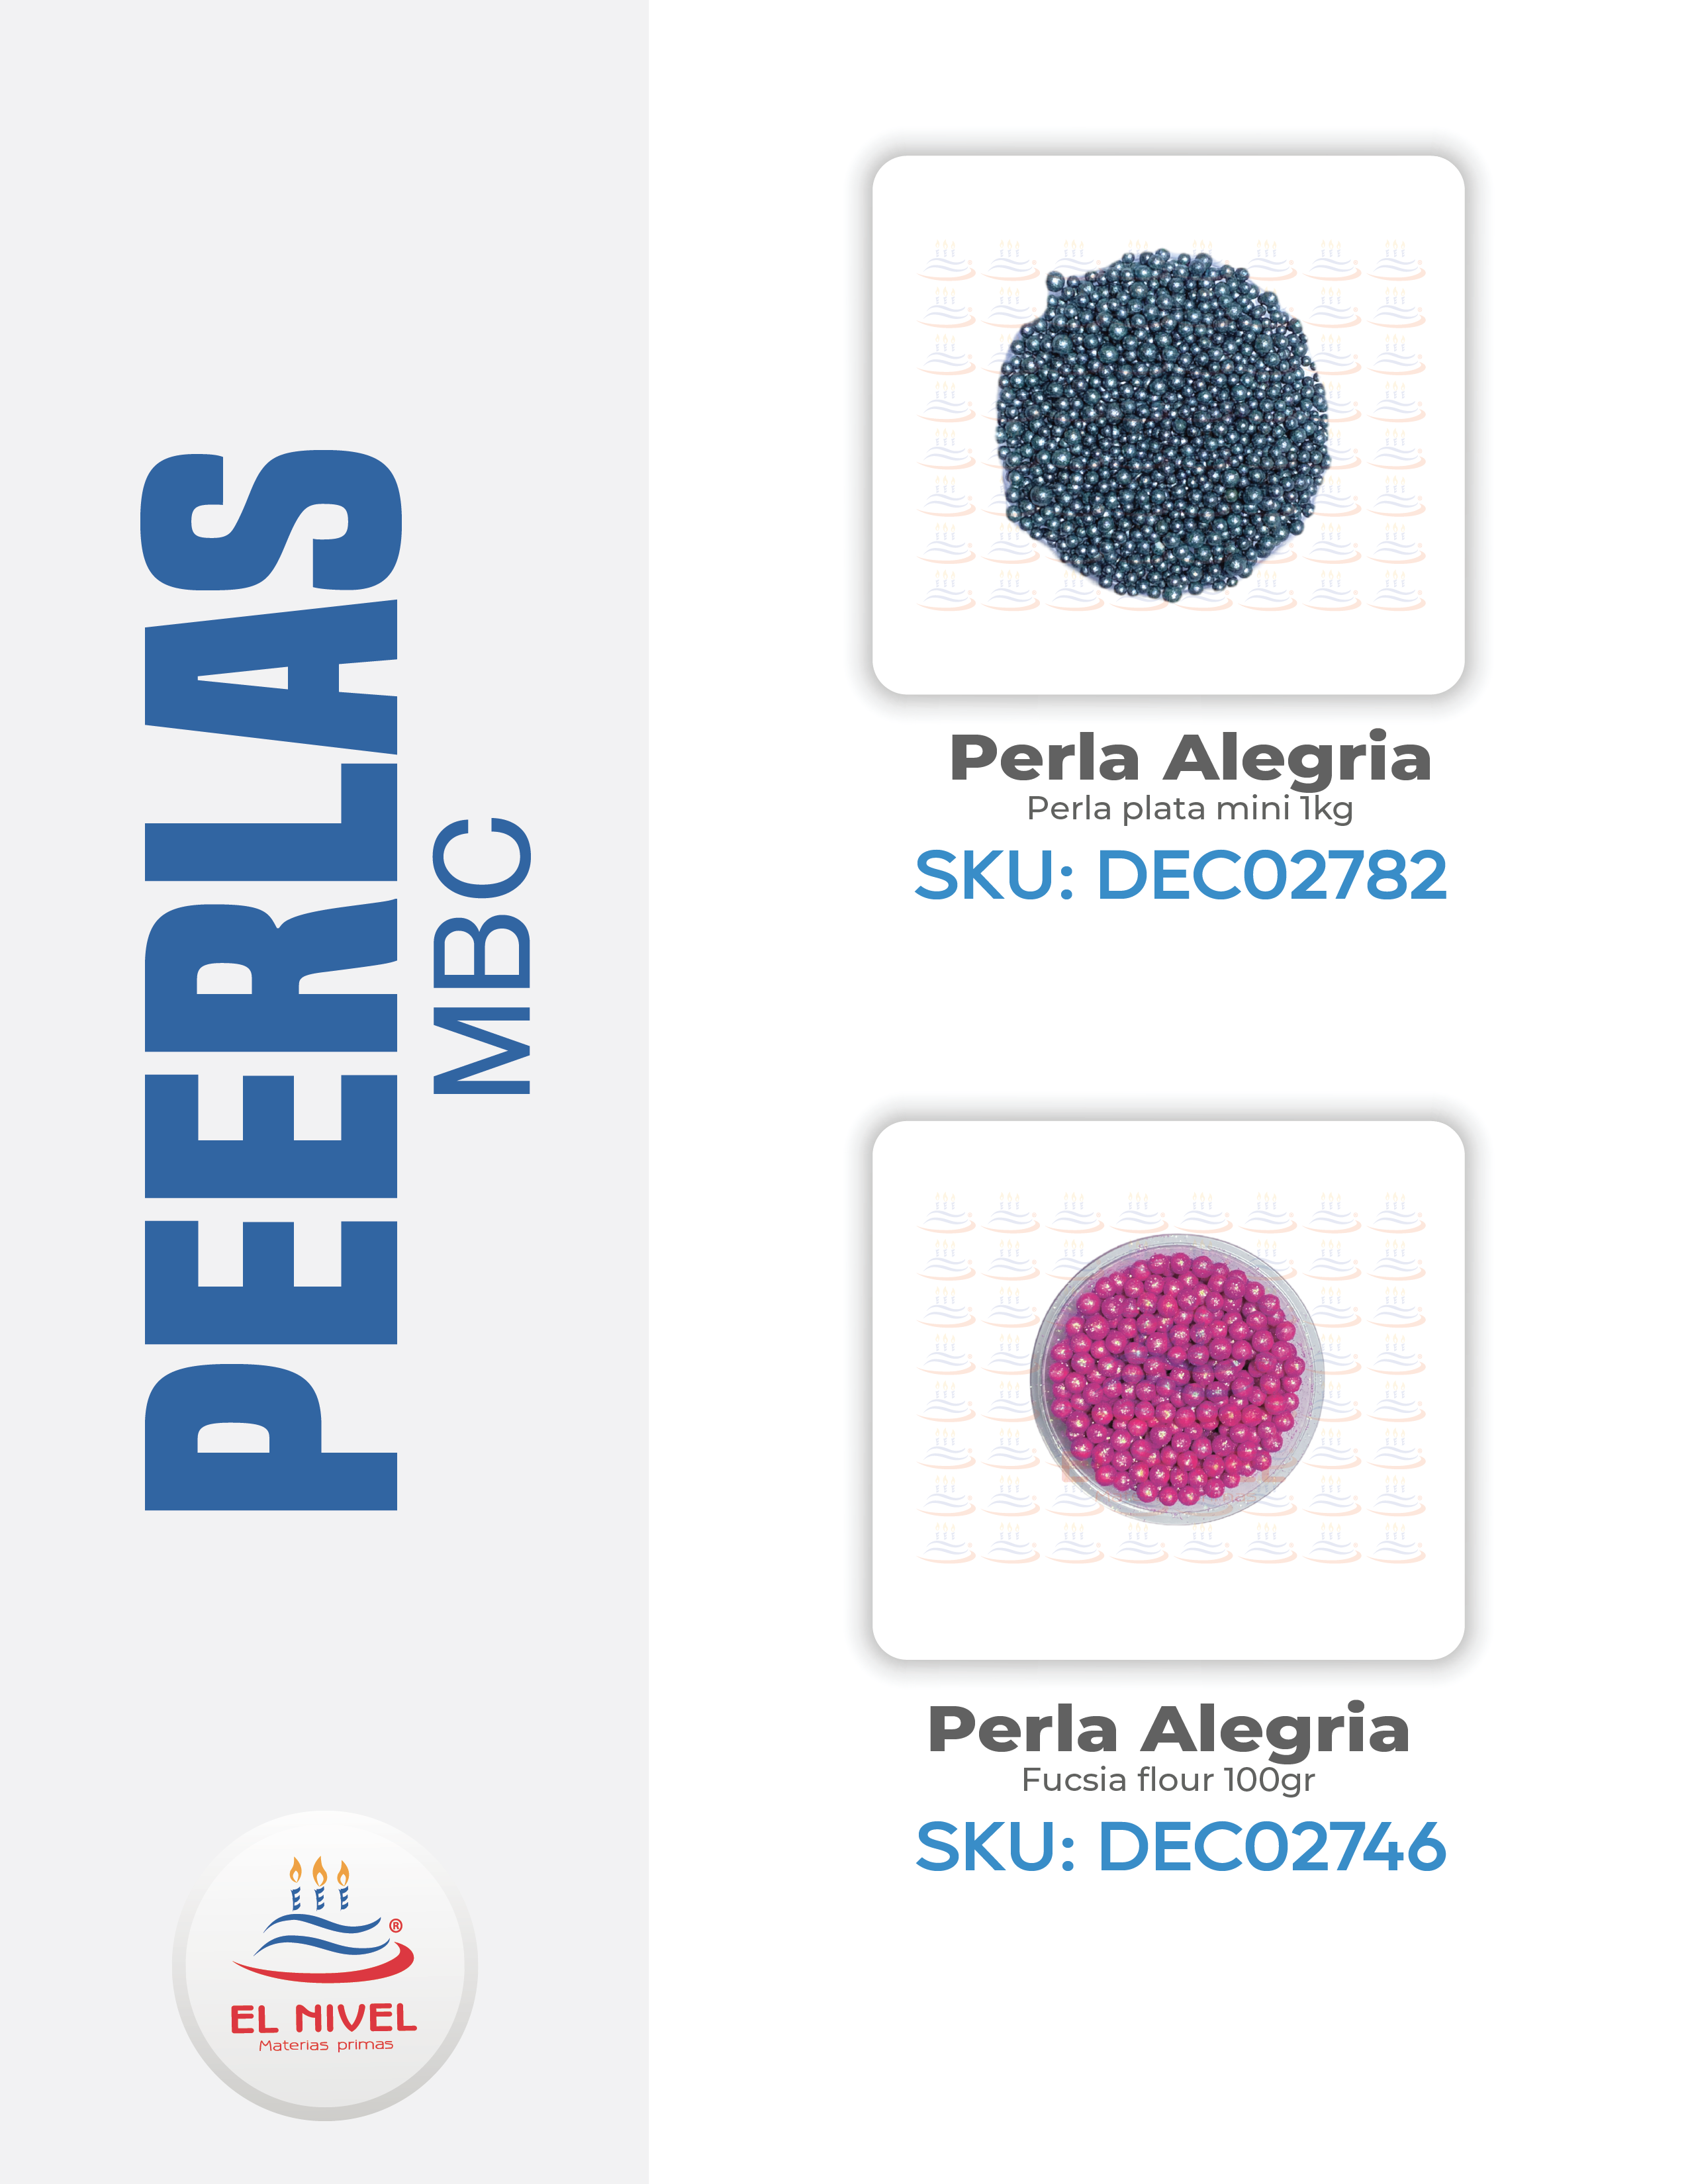 PEERLAS
MBC
Perla Alegria
Perla plata mini 1kg
SKU: DEC02782
Perla Alegria
Fucsia flour 100gr
SKU: DEC02746
®
EL NIVEL
Materias primas